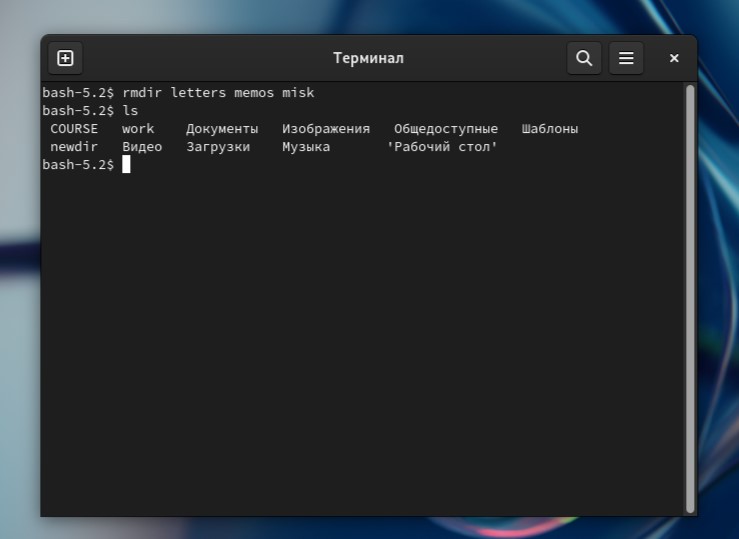 Терминал
bash-5.2$ rmdir letters memos misk
bash-5.2$ ls
COURSE work Документы Изображения Общедоступные Шаблоны
newdir Видео Загрузки Музыка 'Рабочий стол'
bash-5.2$